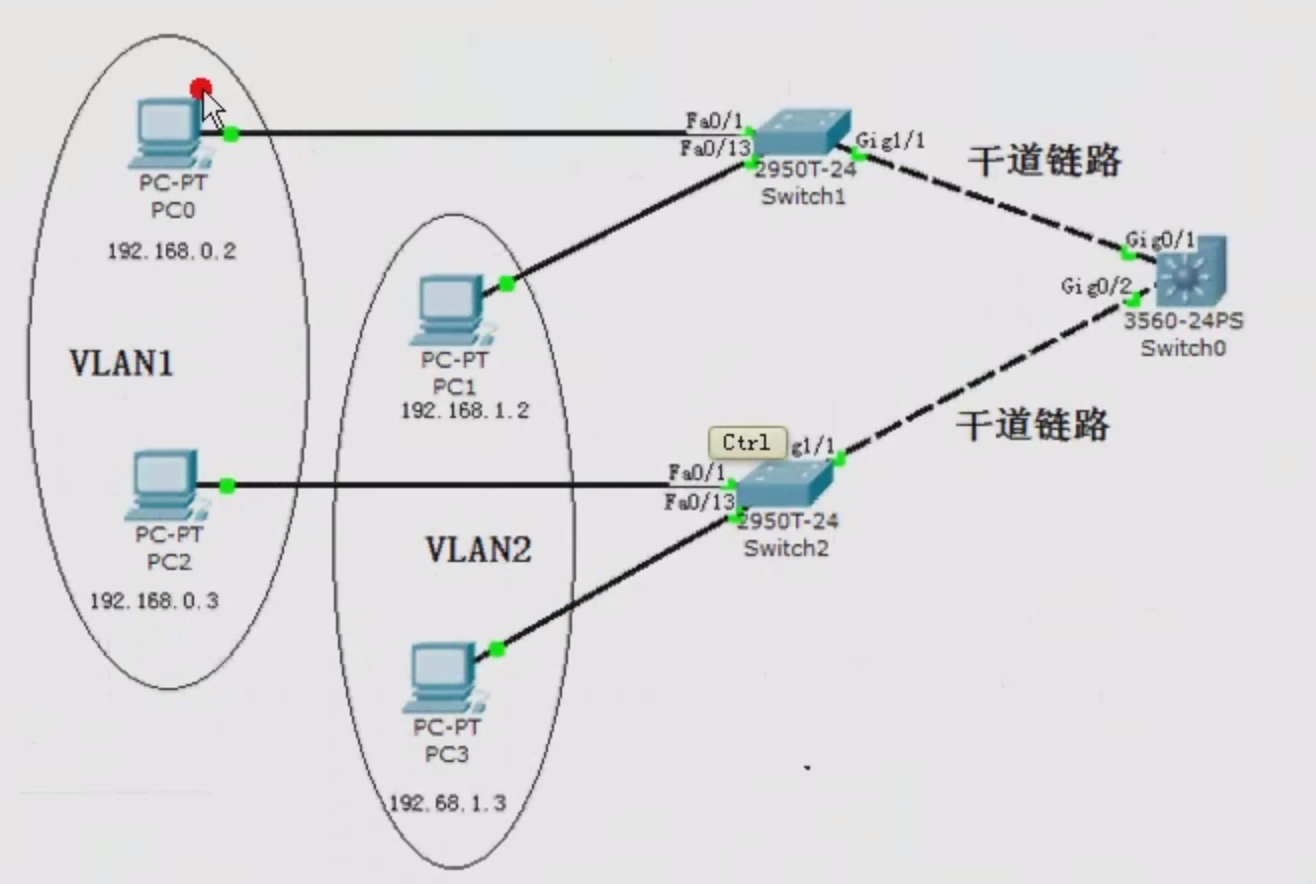 Fa0/1
Fa0/13
Gig1/1
2950T-24
Switch1
干道链路
PC-PT
PC0
192.168.0.2
Gig0/1
Gig0/2
3560-24PS
Switch0
PC-PT
PC1
192.168.1.2
VLAN1
干道链路
Ctrl
g1/1
Fa0/1
Fa0/13
2950T-24
Switch2
PC-PT
PC2
192.168.0.3
VLAN2
PC-PT
PC3
192.68.1.3